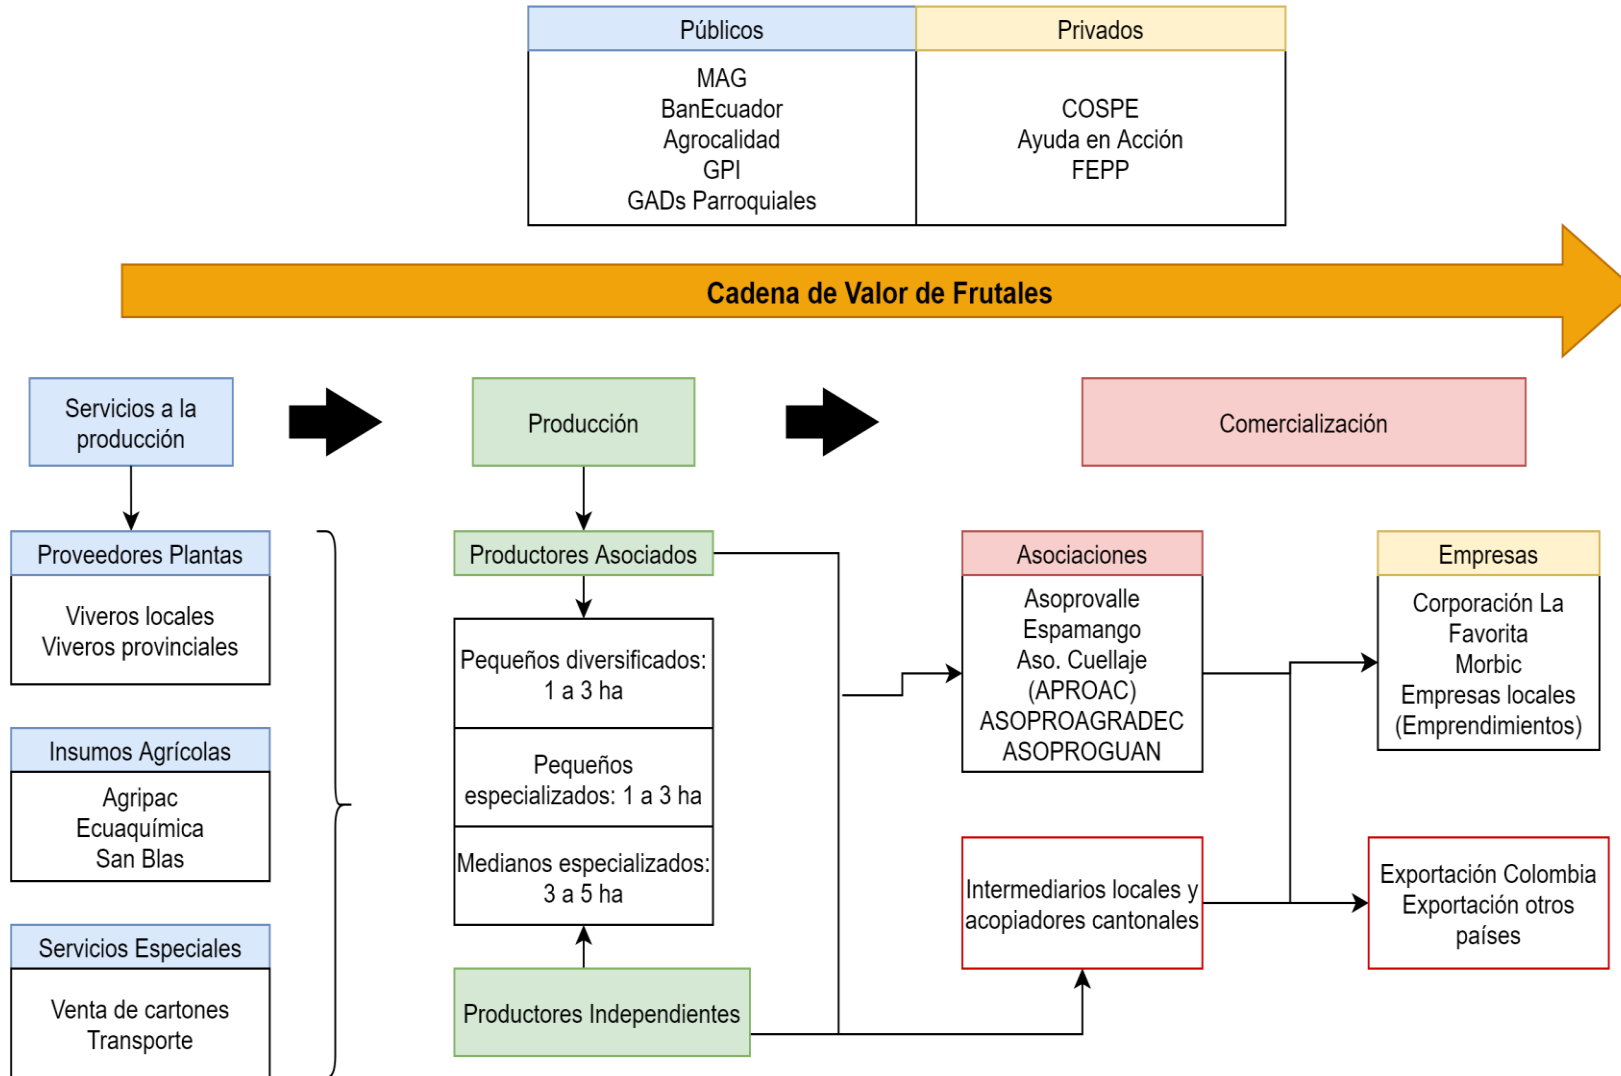 Públicos
Privados
MAG
BanEcuador
Agrocalidad
GPI
GADs Parroquiales
COSPE
Ayuda en Acción
FEPP
Cadena de Valor de Frutales
Servicios a la
producción
Producción
Comercialización
Proveedores Plantas
Viveros locales
Viveros provinciales
Insumos Agrícolas
Agripac
Ecuaquímica
San Blas
Servicios Especiales
Venta de cartones
Transporte
Productores Asociados
Pequeños diversificados:
1 a 3 ha
Pequeños
especializados: 1 a 3 ha
Medianos especializados:
3 a 5 ha
Productores Independientes
Asociaciones
Asoprovalle
Espamango
Aso. Cuellaje
(APROAC)
ASOPROAGRADEC
ASOPROGUAN
Intermediarios locales y
acopiadores cantonales
Empresas
Corporación La
Favorita
Morbic
Empresas locales
(Emprendimientos)
Exportación Colombia
Exportación otros
países